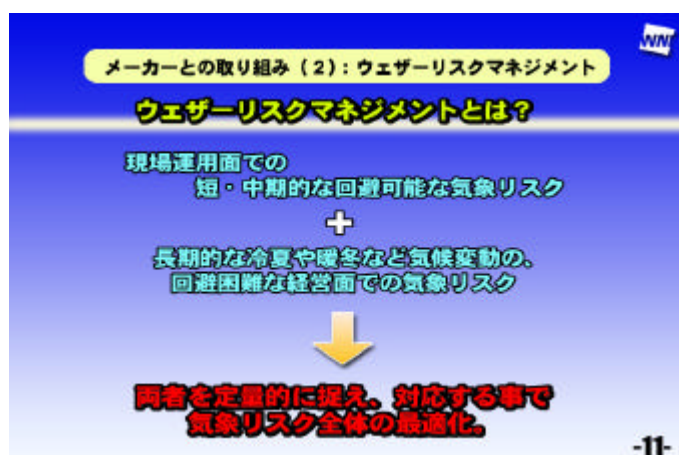 WNI
メーカーとの取り組み（2）：ウェザーリスクマネジメント
ウェザーリスクマネジメントとは？
現場運用面での
短・中期的な回避可能な気象リスク
+
長期的な冷夏や暖冬など気候変動の、
回避困難な経営面での気象リスク
両者を定量的に捉え、対応する事で
気象リスク全体の最適化。
-11-